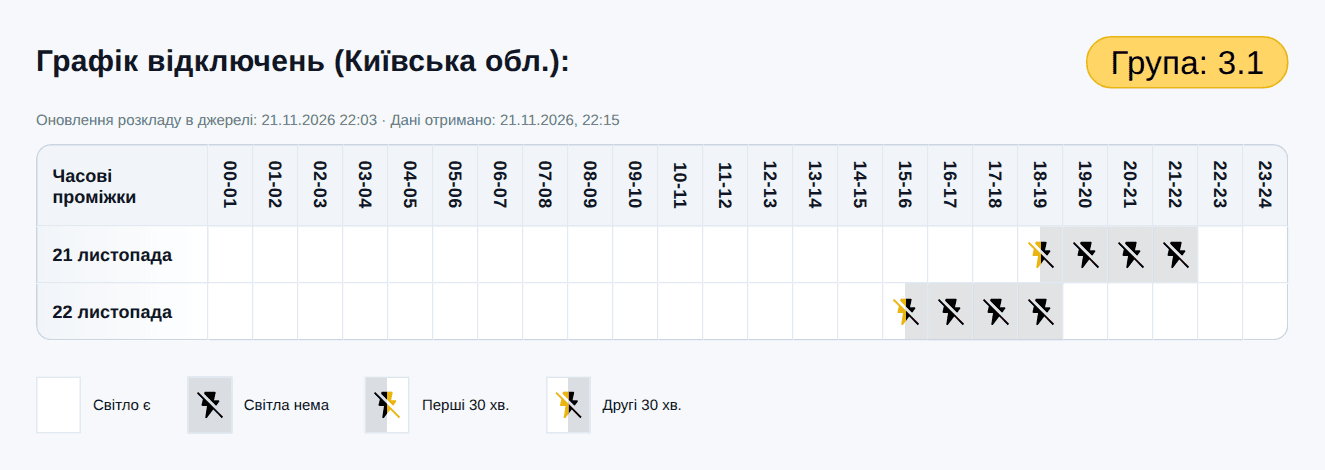 Графік відключень (Київська обл.):
Група: 3.1
Оновлення розкладу в джерелі: 21.11.2026 22:03 · Дані отримано: 21.11.2026, 22:15
Часові
проміжки
00-01
01-02
02-03
03-04
04-05
05-06
06-07
07-08
08-09
09-10
10-11
11-12
12-13
13-14
14-15
15-16
16-17
17-18
18-19
19-20
20-21
21-22
22-23
23-24
21 листопада
22 листопада
Світло є
Світла нема
Перші 30 хв.
Другі 30 хв.